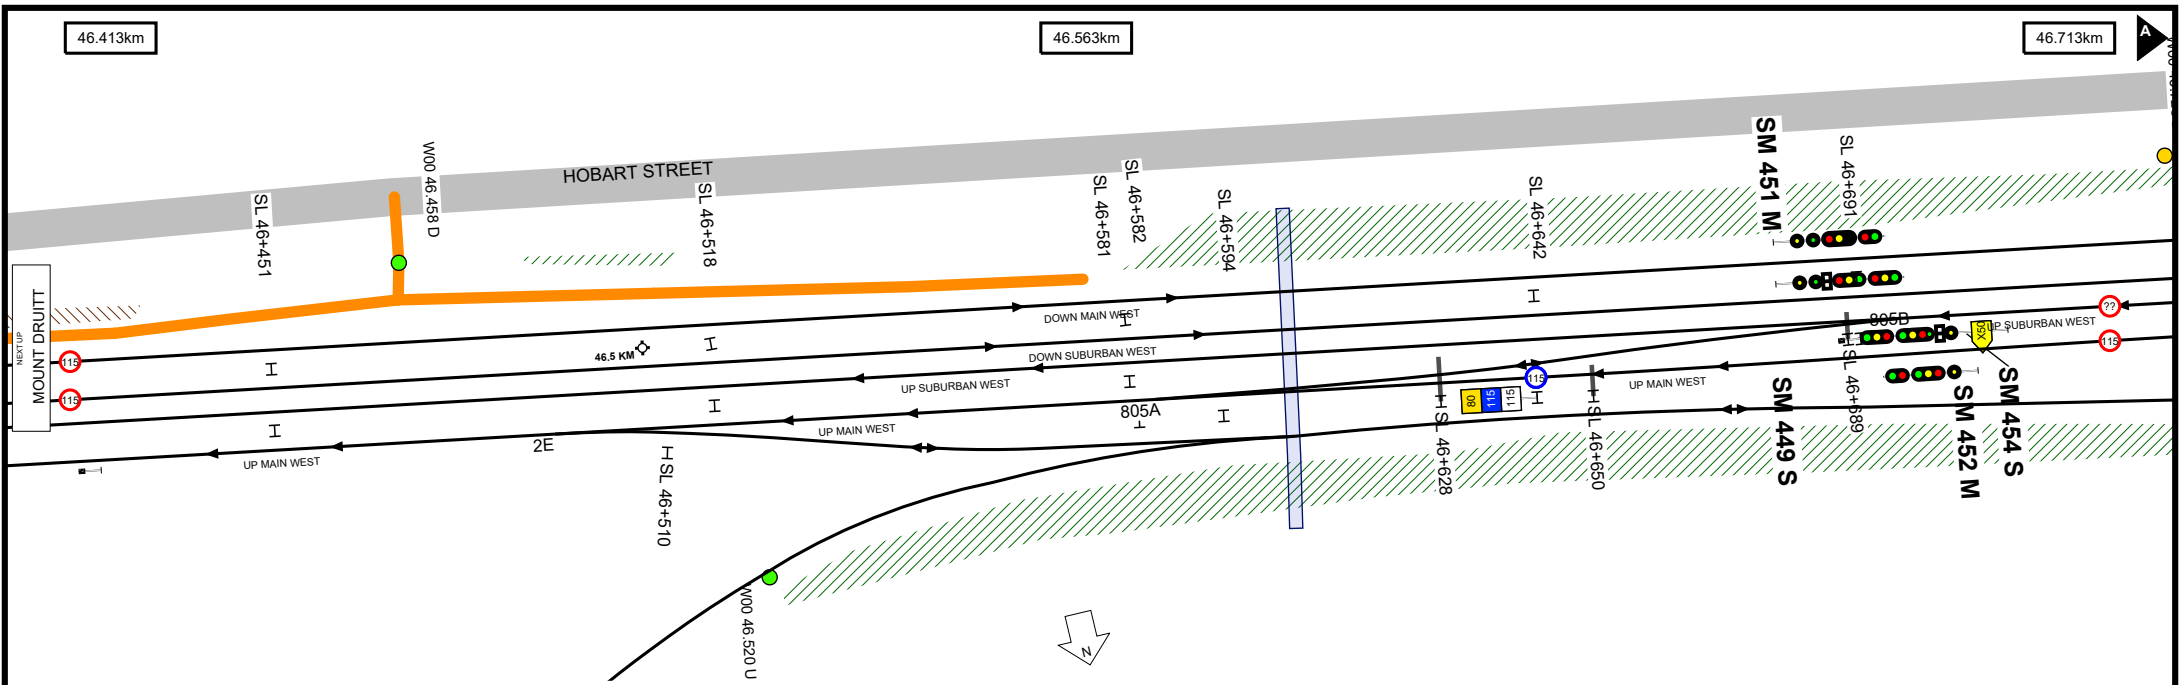 46.413km
46.563km
46.713km
A
HOBART STREET
W00 46.458 D
SL 46+451
SL 46+518
SL 46+581
SL 46+582
SL 46+594
SL 46+642
SM 451 M
SL 46+691
NEXT UP
MOUNT DRUITT
115
115
46.5 KM
DOWN MAIN WEST
DOWN SUBURBAN WEST
UP SUBURBAN WEST
UP MAIN WEST
UP MAIN WEST
2E
805A
80
115
115
115
UP MAIN WEST
805B
X50
UP SUBURBAN WEST
??
115
SL 46+510
SL 46+628
SL 46+650
SL 46+689
SM 449 S
SM 452 M
SM 454 S
W00 46.520 U
N